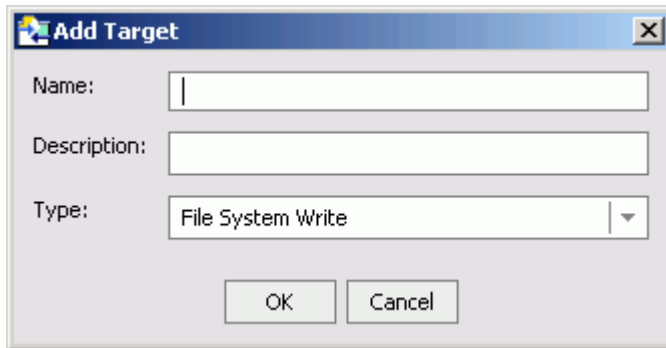 Add Target
Name:
Description:
Type: File System Write
OK Cancel